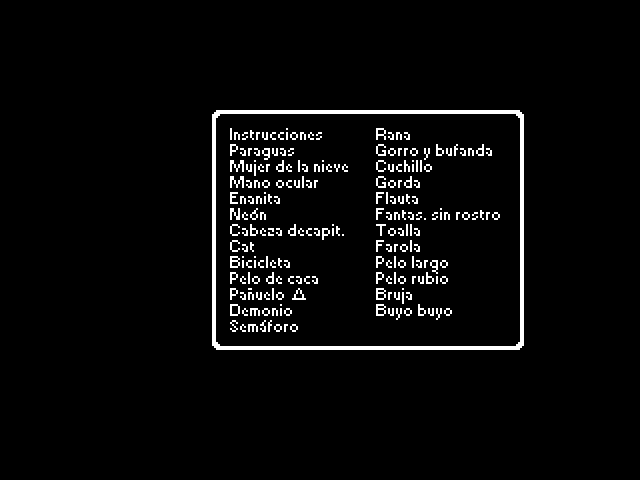 Instrucciones
Paraguas
Mujer de la nieve
Mano ocular
Enanita
Neón
Cabeza decapit.
Cat
Bicicleta
Pelo de caca
Pañuelo △
Demonio
Semáforo
Rana
Gorro y bufanda
Cuchillo
Gorda
Flauta
Fantas. sin rostro
Toalla
Farola
Pelo largo
Pelo rubio
Bruja
Buyo buyo